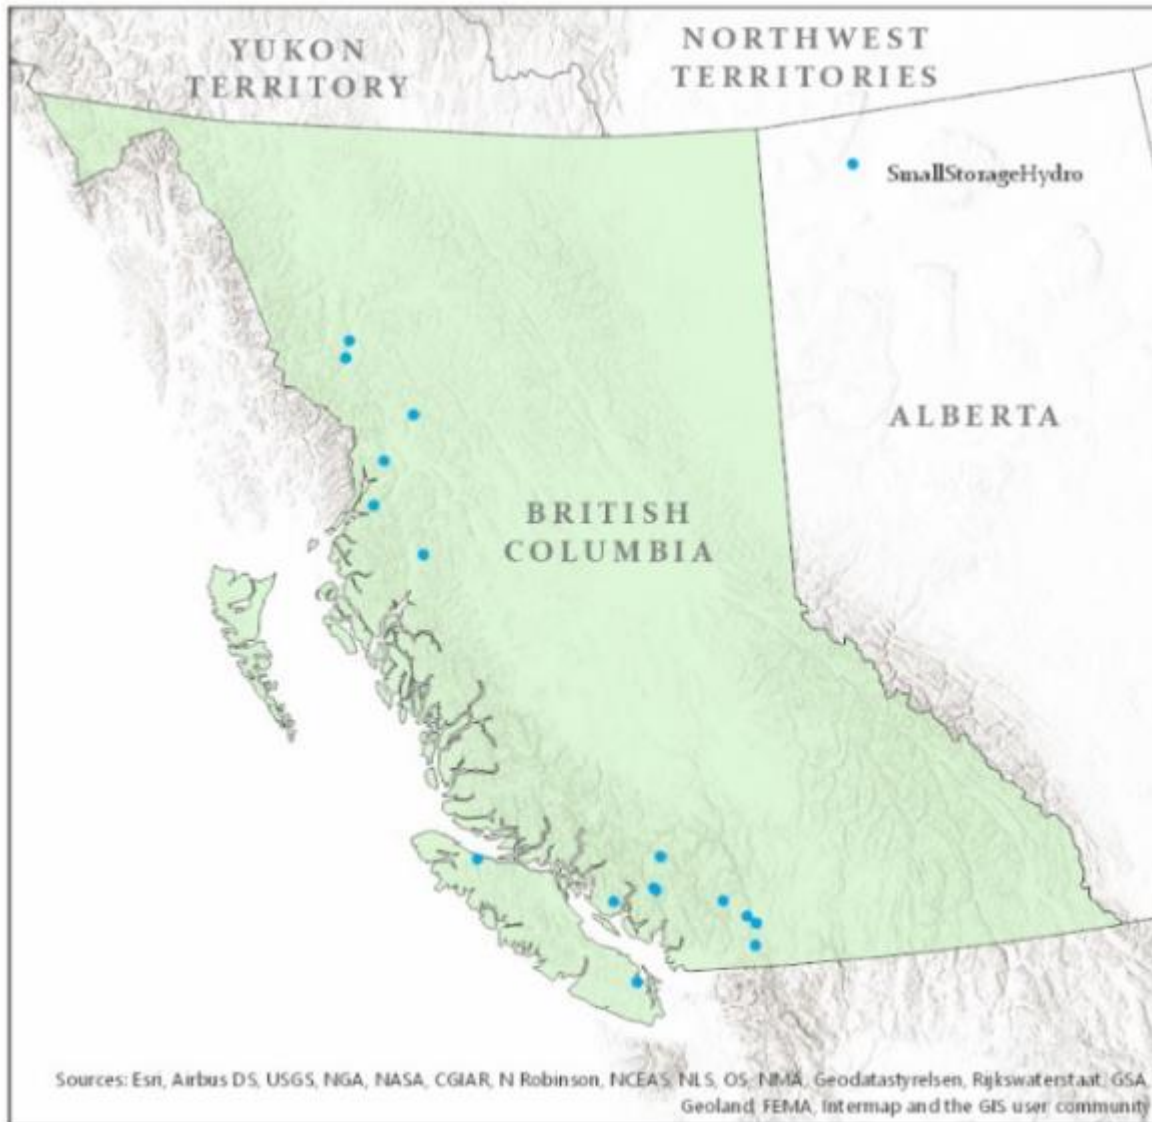 YUKON
TERRITORY
NORTHWEST
TERRITORIES
SmallStorageHydro
ALBERTA
BRITISH
COLUMBIA
Sources: Esri, Airbus DS, USGS, NGA, NASA, CGIAR, N Robinson, NCEAS, NLS, OS, NMA, Geodatastyrelsen, Rijkswaterstaat, GSA,
Geoland, FEMA, Intermap and the GIS user community